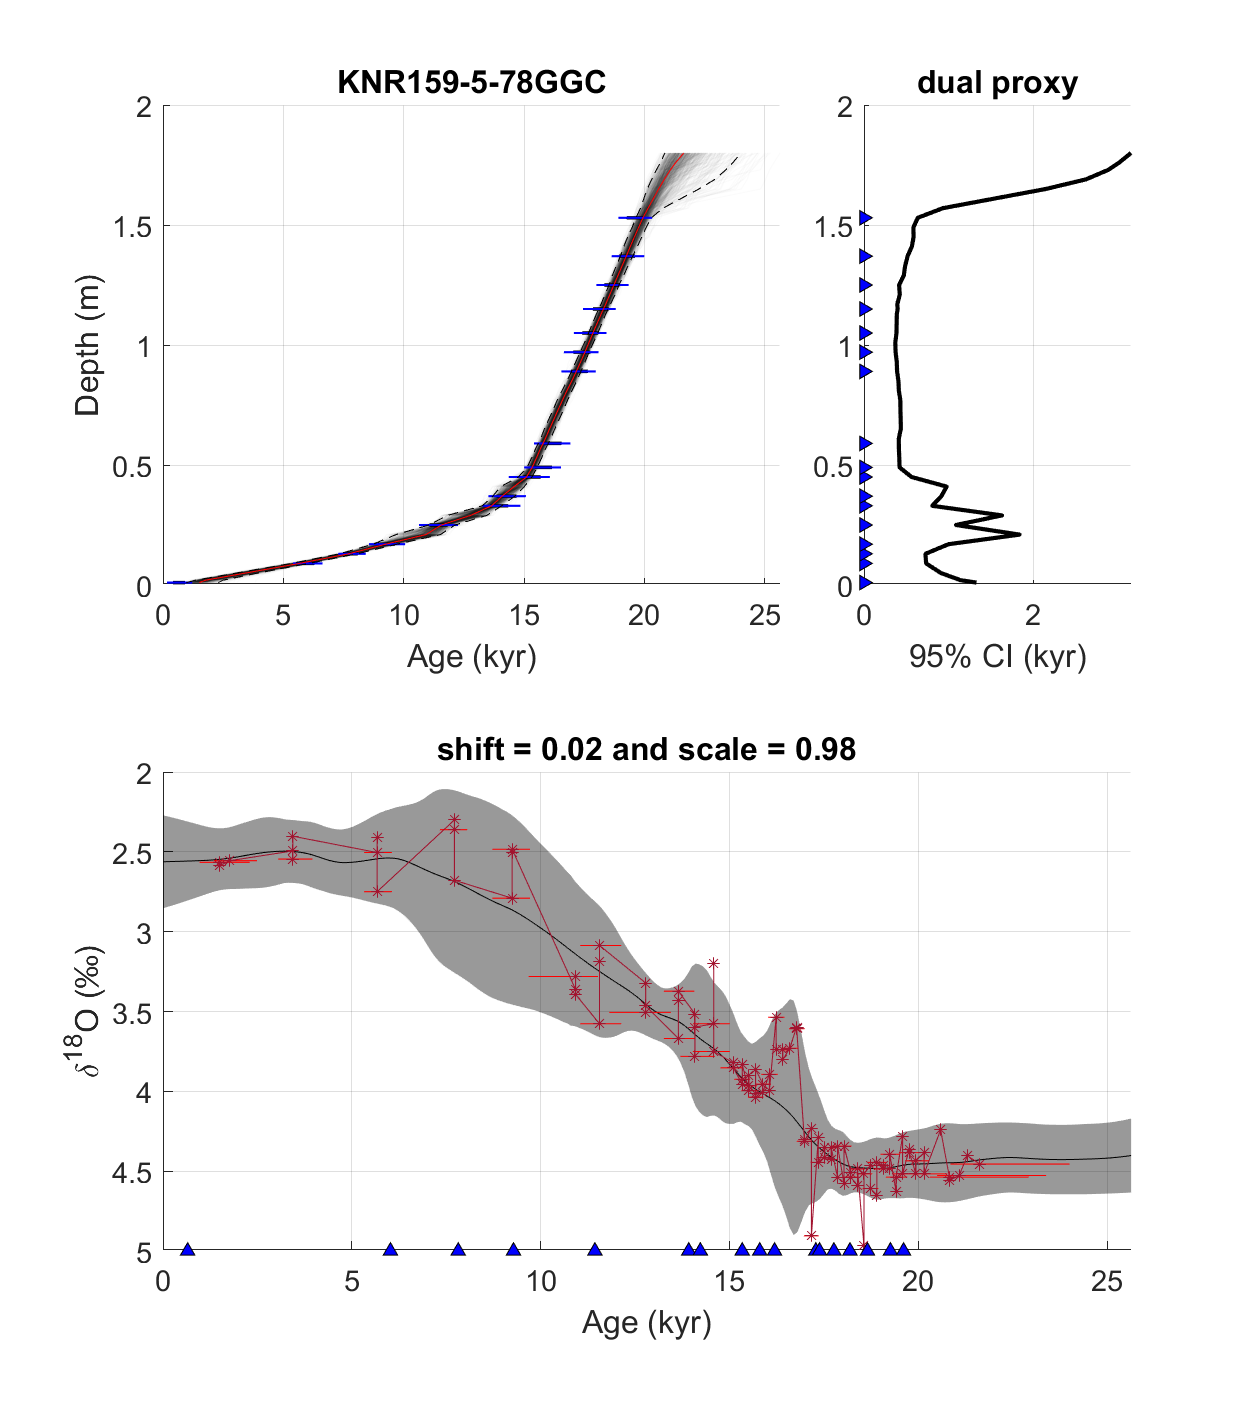 KNR159-5-78GGC
dual proxy
2
1.5
1
0.5
0
Depth (m)
0 5 10 15 20 25
Age (kyr)
2
1.5
1
0.5
0
0 2
95% CI (kyr)
shift = 0.02 and scale = 0.98
2
2.5
3
3.5
4
4.5
5
δ¹⁸O (‰)
0 5 10 15 20 25
Age (kyr)